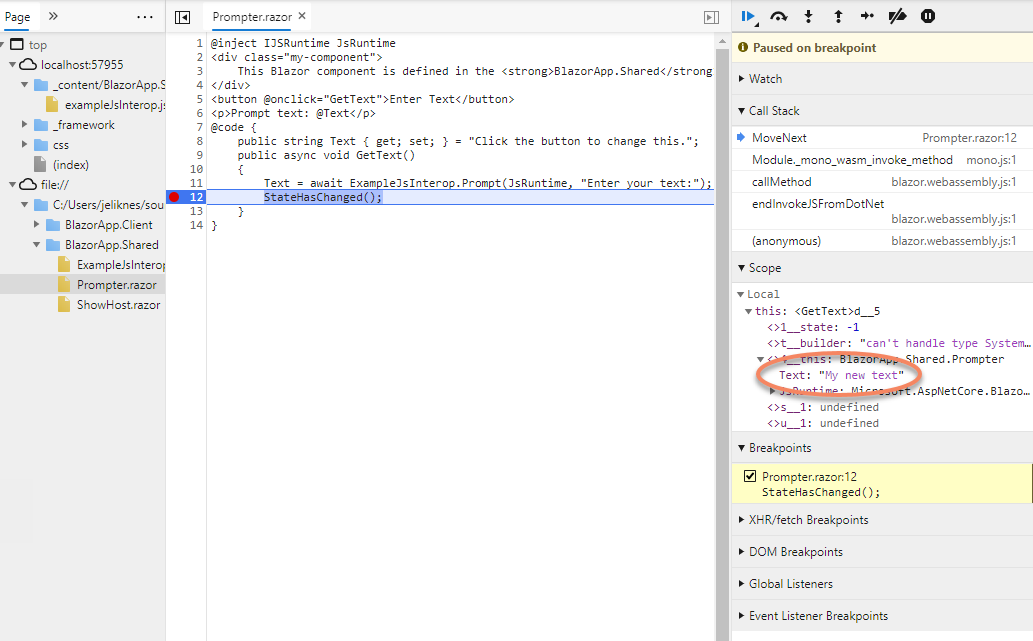 Page
»
Prompter.razor ×
top
localhost:57955
_content/BlazorApp.S
exampleJsInterop.js
_framework
css
(index)
file://
C:/Users/jeliknes/sou
BlazorApp.Client
BlazorApp.Shared
ExampleJsInterop
Prompter.razor
ShowHost.razor
1 @inject IJSRuntime JsRuntime
2 <div class="my-component">
3 This Blazor component is defined in the <strong>BlazorApp.Shared</strong
4 </div>
5 <button @onclick="GetText">Enter Text</button>
6 <p>Prompt text: @Text</p>
7 @code {
8 public string Text { get; set; } = "Click the button to change this.";
9 public async void GetText()
10 {
11 Text = await ExampleJsInterop.Prompt(JsRuntime, "Enter your text:");
12 StateHasChanged();
13 }
14 }
Paused on breakpoint
Watch
Call Stack
MoveNext Prompter.razor:12
Module._mono_wasm_invoke_method mono.js:1
callMethod blazor.webassembly.js:1
endInvokeJSFromDotNet
blazor.webassembly.js:1
(anonymous) blazor.webassembly.js:1
Scope
Local
this: <GetText>d__5
<>1__state: -1
<>t__builder: "can't handle type System…
__this: BlazorApp.Shared.Prompter
Text: "My new text"
JsRuntime: Microsoft.AspNetCore.Blazo…
<>s__1: undefined
<>u__1: undefined
Breakpoints
Prompter.razor:12
StateHasChanged();
XHR/fetch Breakpoints
DOM Breakpoints
Global Listeners
Event Listener Breakpoints